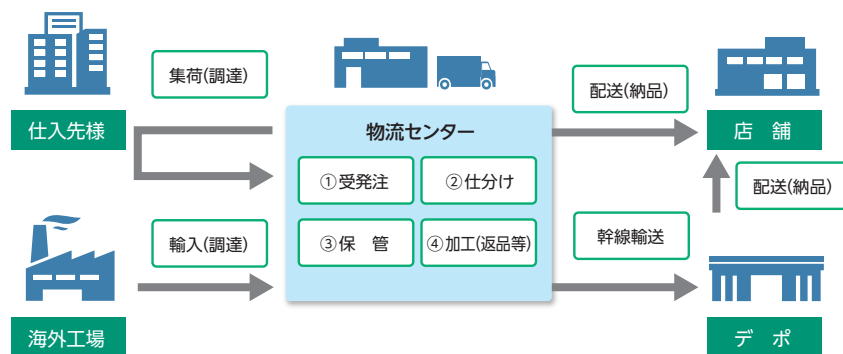 集荷(調達)
配送(納品)
仕入先様
物流センター
店　舗
①受発注
②仕分け
配送(納品)
輸入(調達)
③保　管
④加工(返品等)
幹線輸送
海外工場
デ　ポ